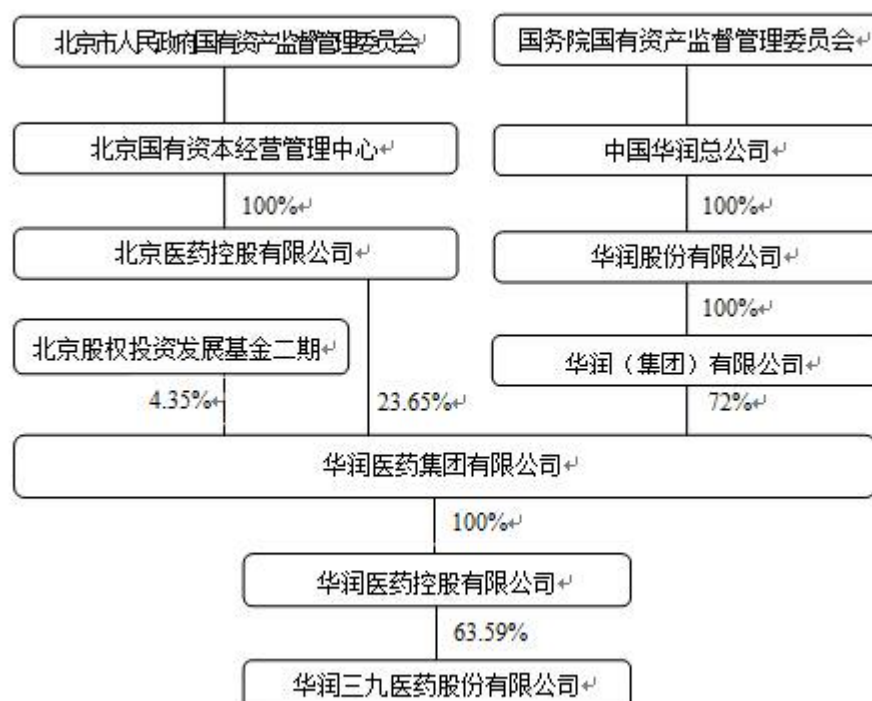 北京市人民政府国有资产监督管理委员会↵
国务院国有资产监督管理委员会↵
北京国有资本经营管理中心↵
中国华润总公司↵
100%↵
100%↵
北京医药控股有限公司↵
华润股份有限公司↵
100%↵
北京股权投资发展基金二期↵
华润（集团）有限公司↵
4.35%↵
23.65%↵
72%↵
华润医药集团有限公司↵
100%↵
华润医药控股有限公司↵
63.59%
华润三九医药股份有限公司↵